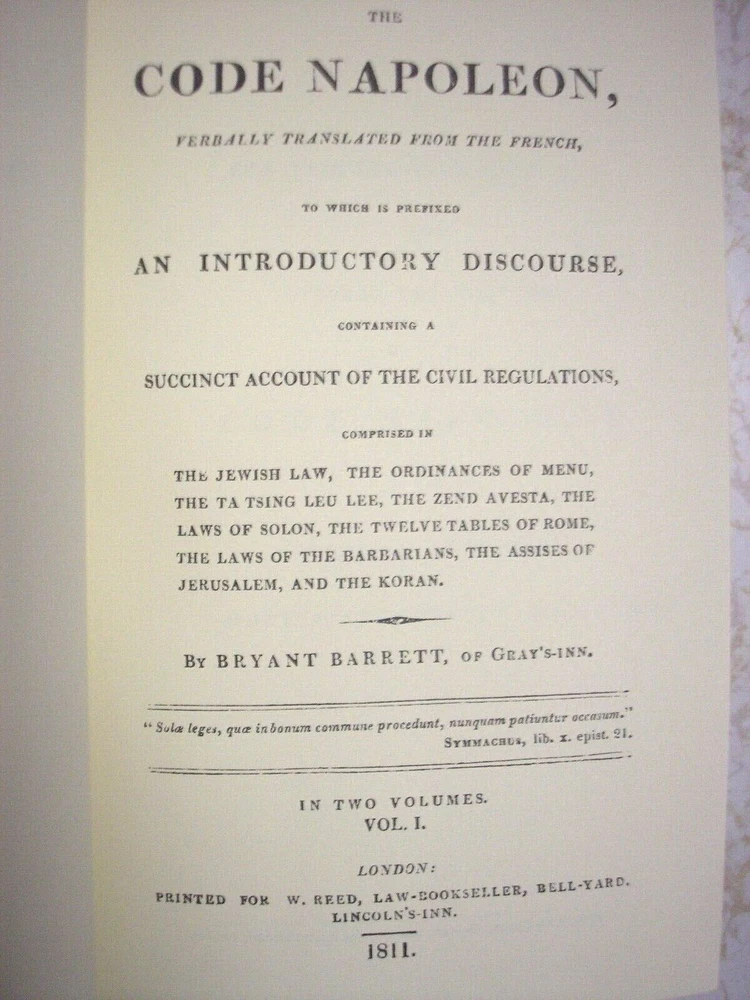 THE
CODE NAPOLEON,
VERBALLY TRANSLATED FROM THE FRENCH,
TO WHICH IS PREFIXED
AN INTRODUCTORY DISCOURSE,
CONTAINING A
SUCCINCT ACCOUNT OF THE CIVIL REGULATIONS,
COMPRISED IN
THE JEWISH LAW, THE ORDINANCES OF MENU,
THE TA TSING LEU LEE, THE ZEND AVESTA, THE
LAWS OF SOLON, THE TWELVE TABLES OF ROME,
THE LAWS OF THE BARBARIANS, THE ASSISES OF
JERUSALEM, AND THE KORAN.
BY BRYANT BARRETT, OF GRAY'S-INN.
"Solæ leges, quæ in bonum commune procedunt, nunquam patiuntur occasum."
SYMMACHUS, lib. x. epist. 21.
IN TWO VOLUMES.
VOL. I.
LONDON:
PRINTED FOR W. REED, LAW-BOOKSELLER, BELL-YARD.
LINCOLN'S-INN.
1811.